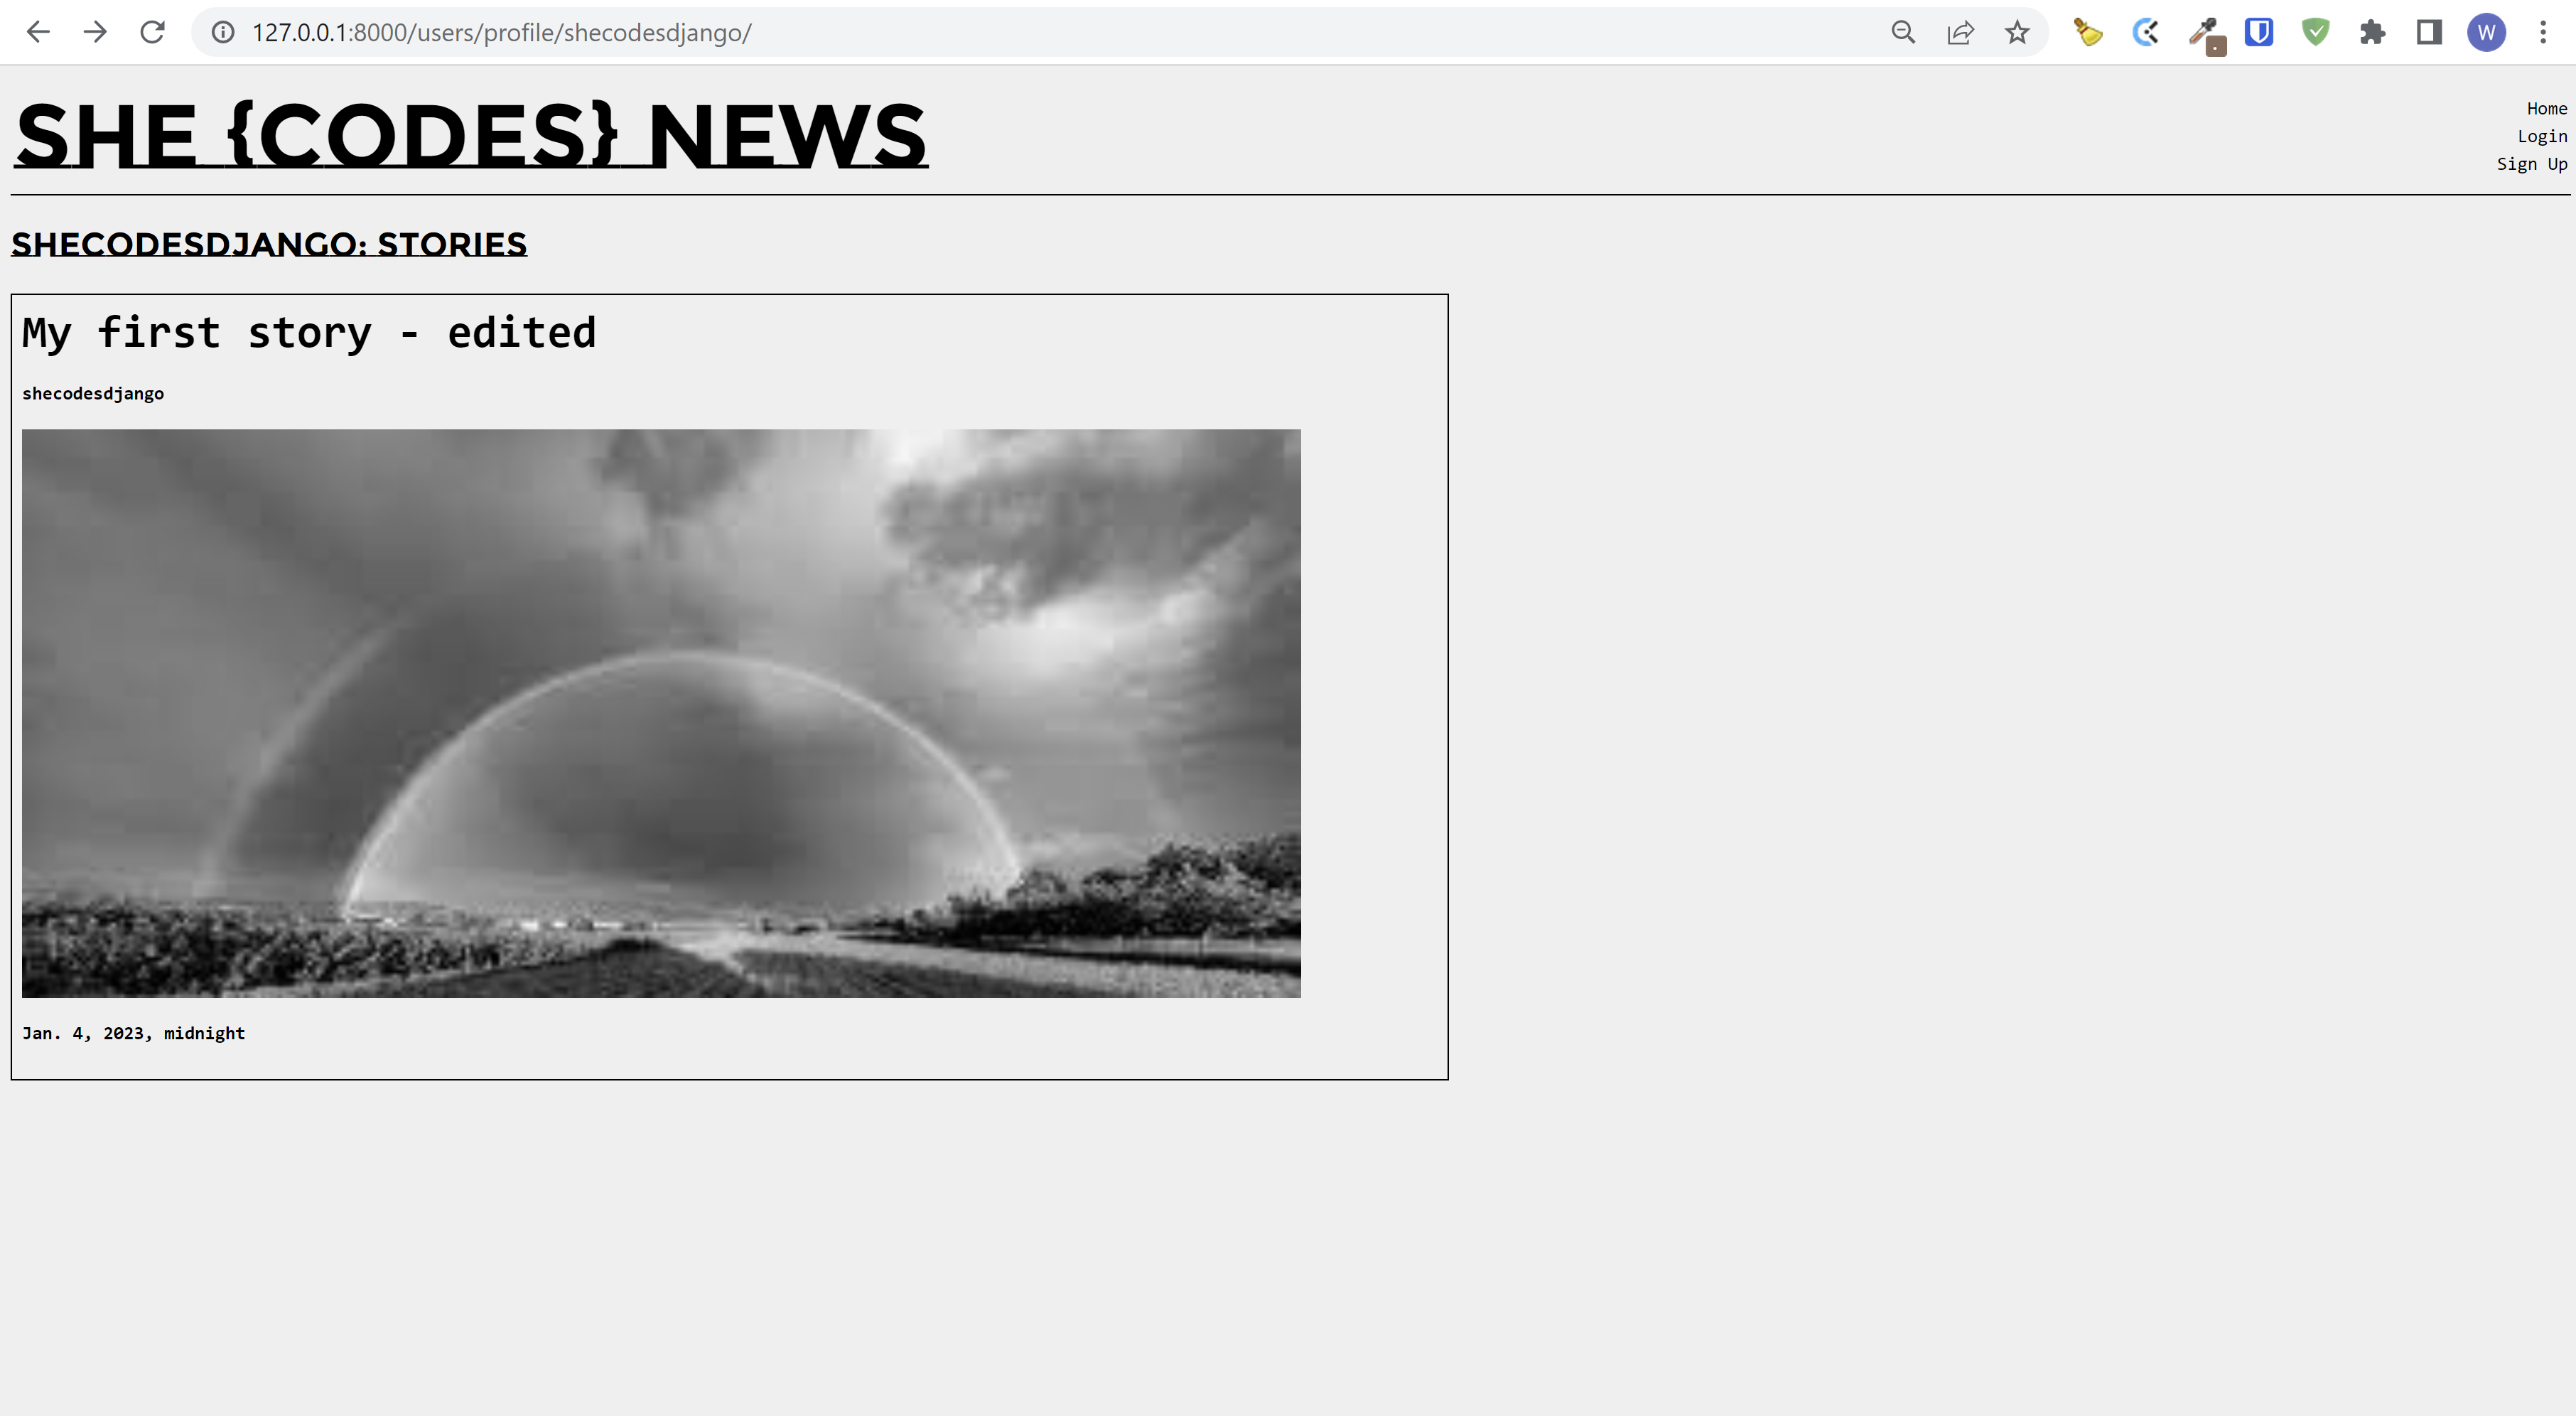 127.0.0.1:8000/users/profile/shecodesdjango/
W
SHE {CODES} NEWS
Home
Login
Sign Up
SHECODESDJANGO: STORIES
My first story - edited
shecodesdjango
Jan. 4, 2023, midnight